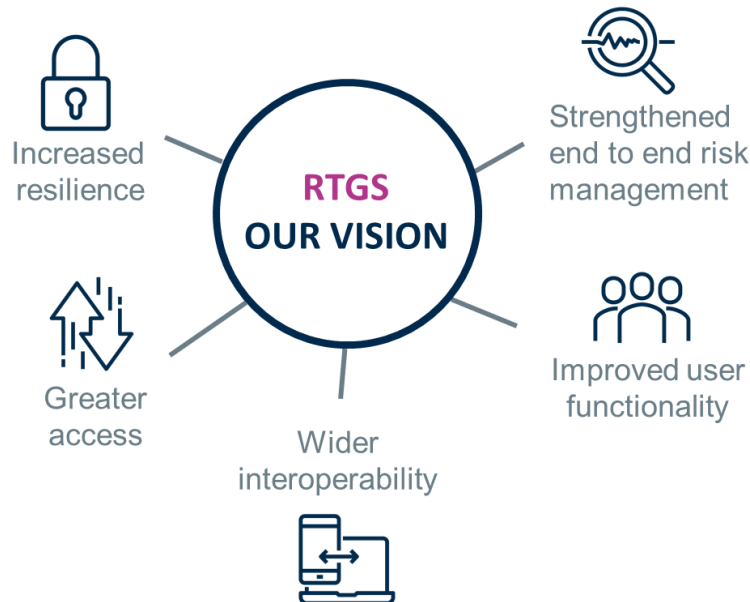 RTGS
OUR VISION
Increased
resilience
Strengthened
end to end risk
management
Greater
access
Improved user
functionality
Wider
interoperability